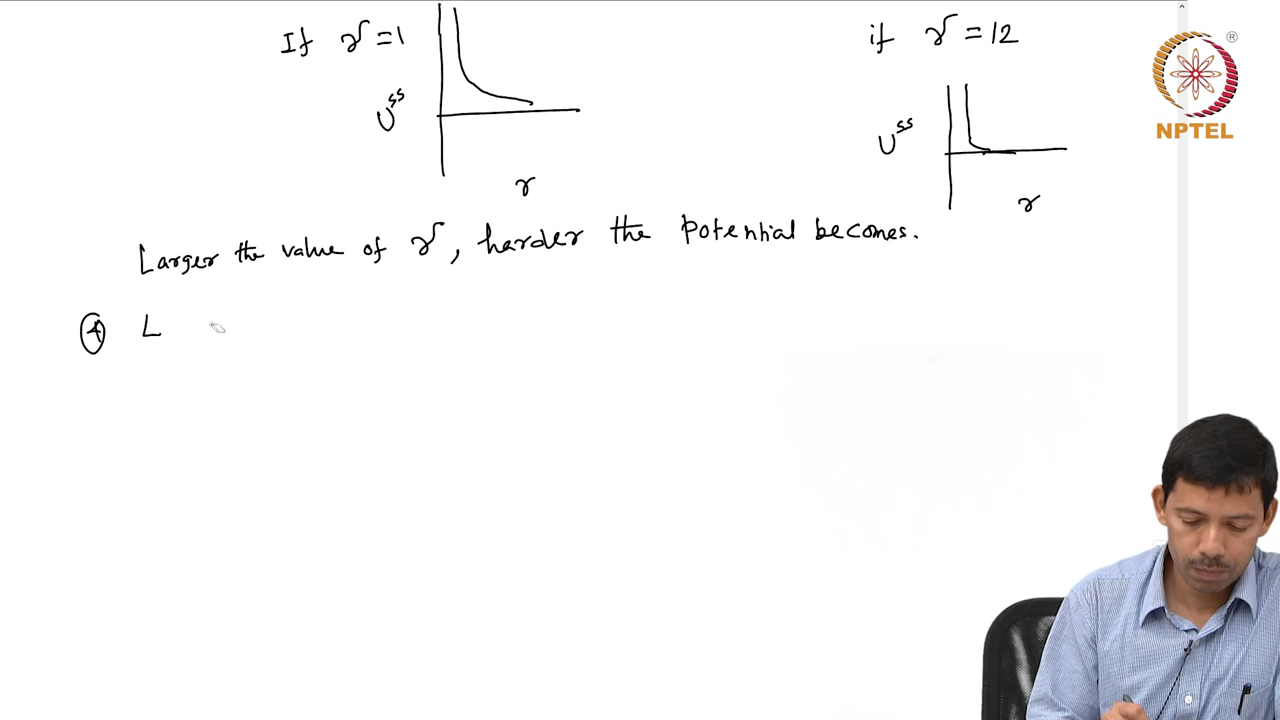 If γ = 1
if γ = 12
U^ss
U^ss
r
r
Larger the value of γ, harder the potential becomes.
④ L
®
NPTEL